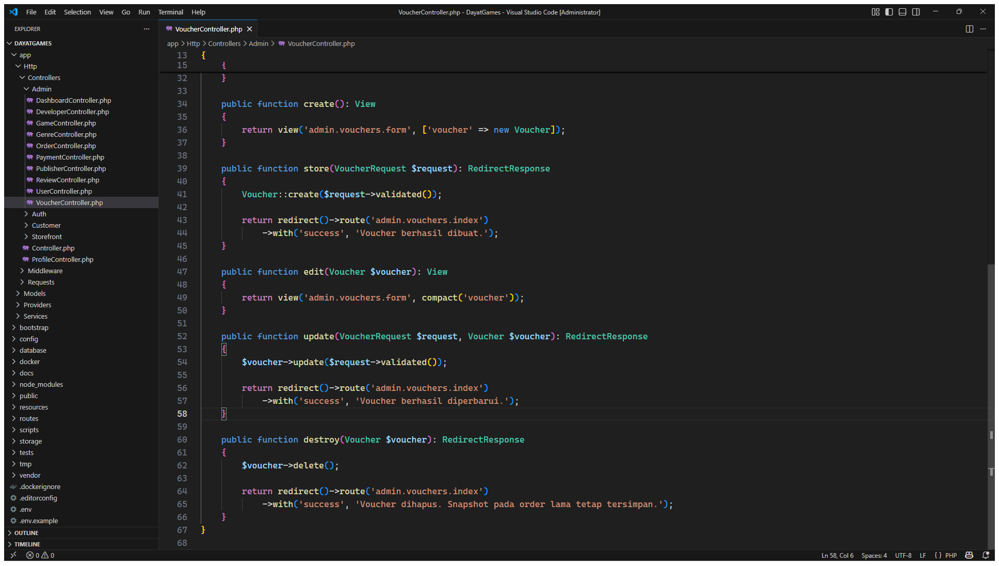 File Edit Selection View Go Run Terminal Help
VoucherController.php - DayatGames - Visual Studio Code [Administrator]
EXPLORER
DAYATGAMES
app
Http
Controllers
Admin
DashboardController.php
DeveloperController.php
GameController.php
GenreController.php
OrderController.php
PaymentController.php
PublisherController.php
ReviewController.php
UserController.php
VoucherController.php
Auth
Customer
Storefront
Controller.php
ProfileController.php
Middleware
Requests
Models
Providers
Services
bootstrap
config
database
docker
docs
node_modules
public
resources
routes
scripts
storage
tests
tmp
vendor
.dockerignore
.editorconfig
.env
.env.example
OUTLINE
TIMELINE
VoucherController.php
app > Http > Controllers > Admin > VoucherController.php
13 {
15     {
32     }
33
34     public function create(): View
35     {
36         return view('admin.vouchers.form', ['voucher' => new Voucher]);
37     }
38
39     public function store(VoucherRequest $request): RedirectResponse
40     {
41         Voucher::create($request->validated());
42
43         return redirect()->route('admin.vouchers.index')
44             ->with('success', 'Voucher berhasil dibuat.');
45     }
46
47     public function edit(Voucher $voucher): View
48     {
49         return view('admin.vouchers.form', compact('voucher'));
50     }
51
52     public function update(VoucherRequest $request, Voucher $voucher): RedirectResponse
53     {
54         $voucher->update($request->validated());
55
56         return redirect()->route('admin.vouchers.index')
57             ->with('success', 'Voucher berhasil diperbarui.');
58     }
59
60     public function destroy(Voucher $voucher): RedirectResponse
61     {
62         $voucher->delete();
63
64         return redirect()->route('admin.vouchers.index')
65             ->with('success', 'Voucher dihapus. Snapshot pada order lama tetap tersimpan.');
66     }
67 }
68
0 0
Ln 58, Col 6 Spaces: 4 UTF-8 LF { } PHP